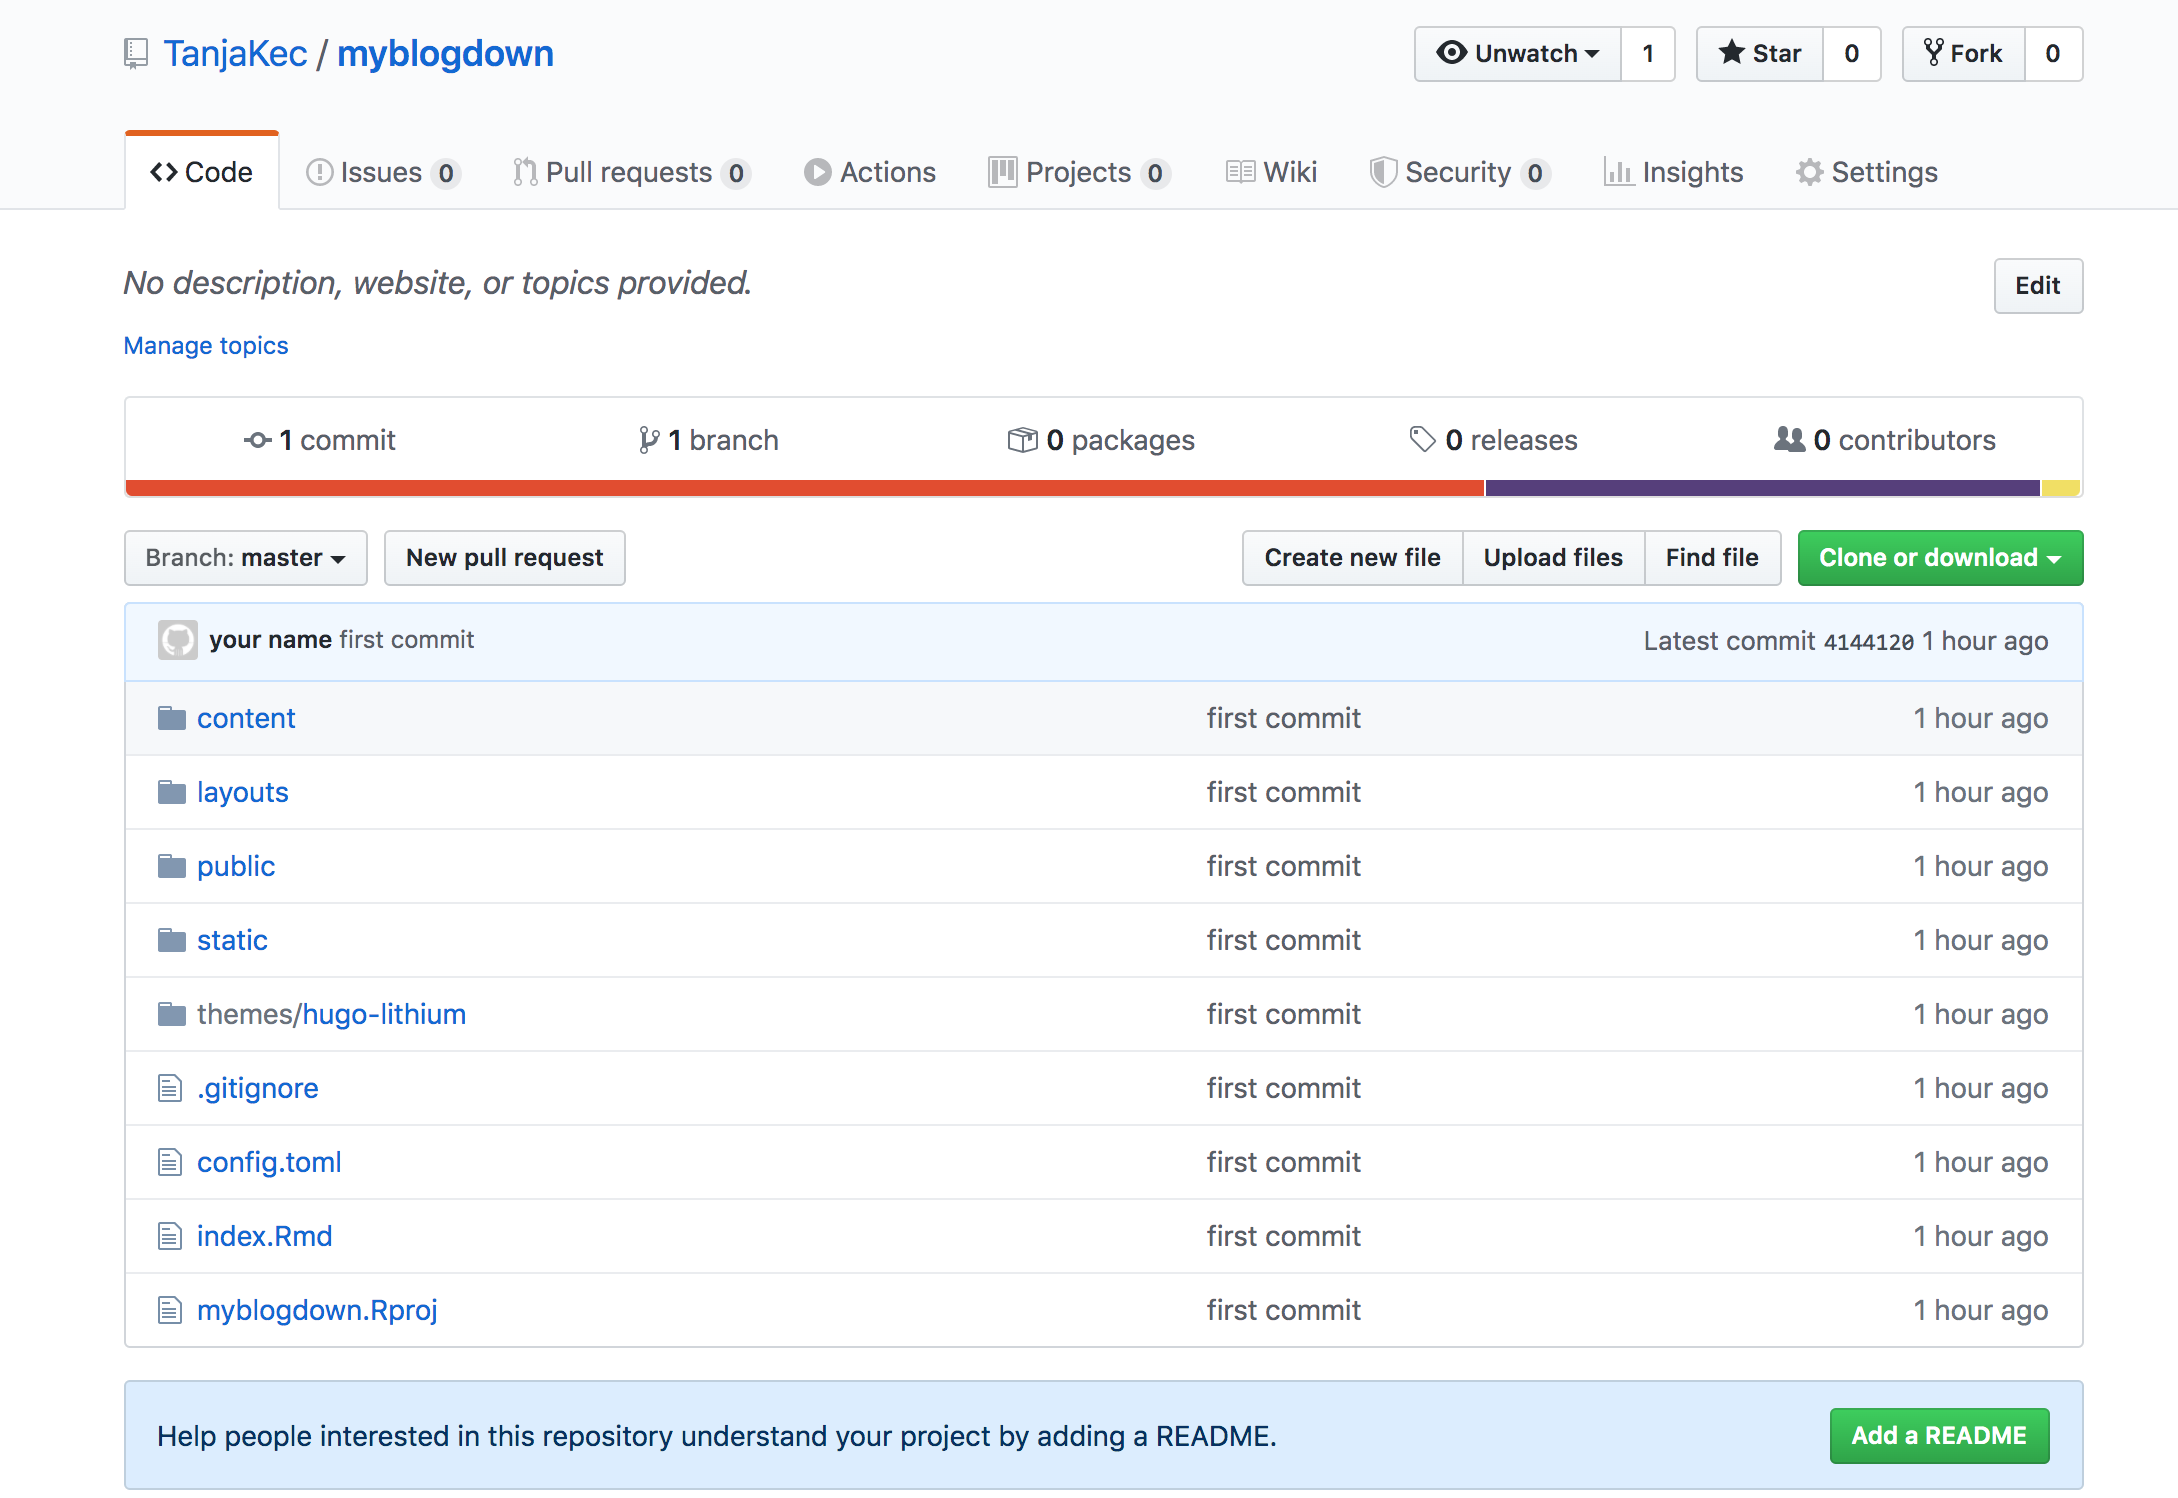 TanjaKec / myblogdown
Unwatch 1 Star 0 Fork 0
Code Issues 0 Pull requests 0 Actions Projects 0 Wiki Security 0 Insights Settings
No description, website, or topics provided.
Edit
Manage topics
1 commit 1 branch 0 packages 0 releases 0 contributors
Branch: master New pull request Create new file Upload files Find file Clone or download
your name first commit Latest commit 4144120 1 hour ago
content first commit 1 hour ago
layouts first commit 1 hour ago
public first commit 1 hour ago
static first commit 1 hour ago
themes/hugo-lithium first commit 1 hour ago
.gitignore first commit 1 hour ago
config.toml first commit 1 hour ago
index.Rmd first commit 1 hour ago
myblogdown.Rproj first commit 1 hour ago
Help people interested in this repository understand your project by adding a README. Add a README